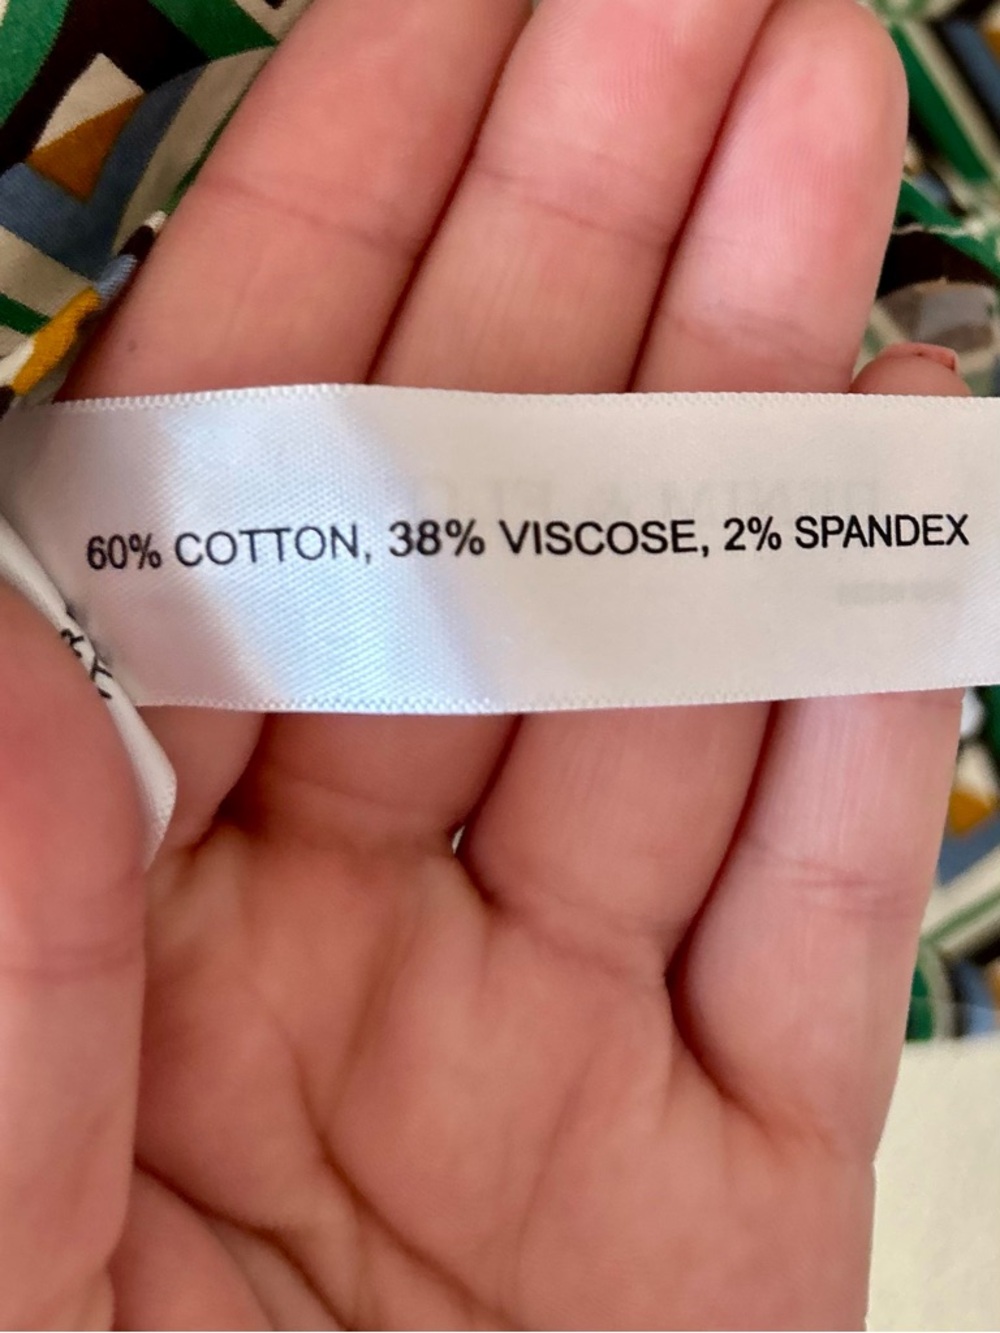 60% COTTON, 38% VISCOSE, 2% SPANDEX